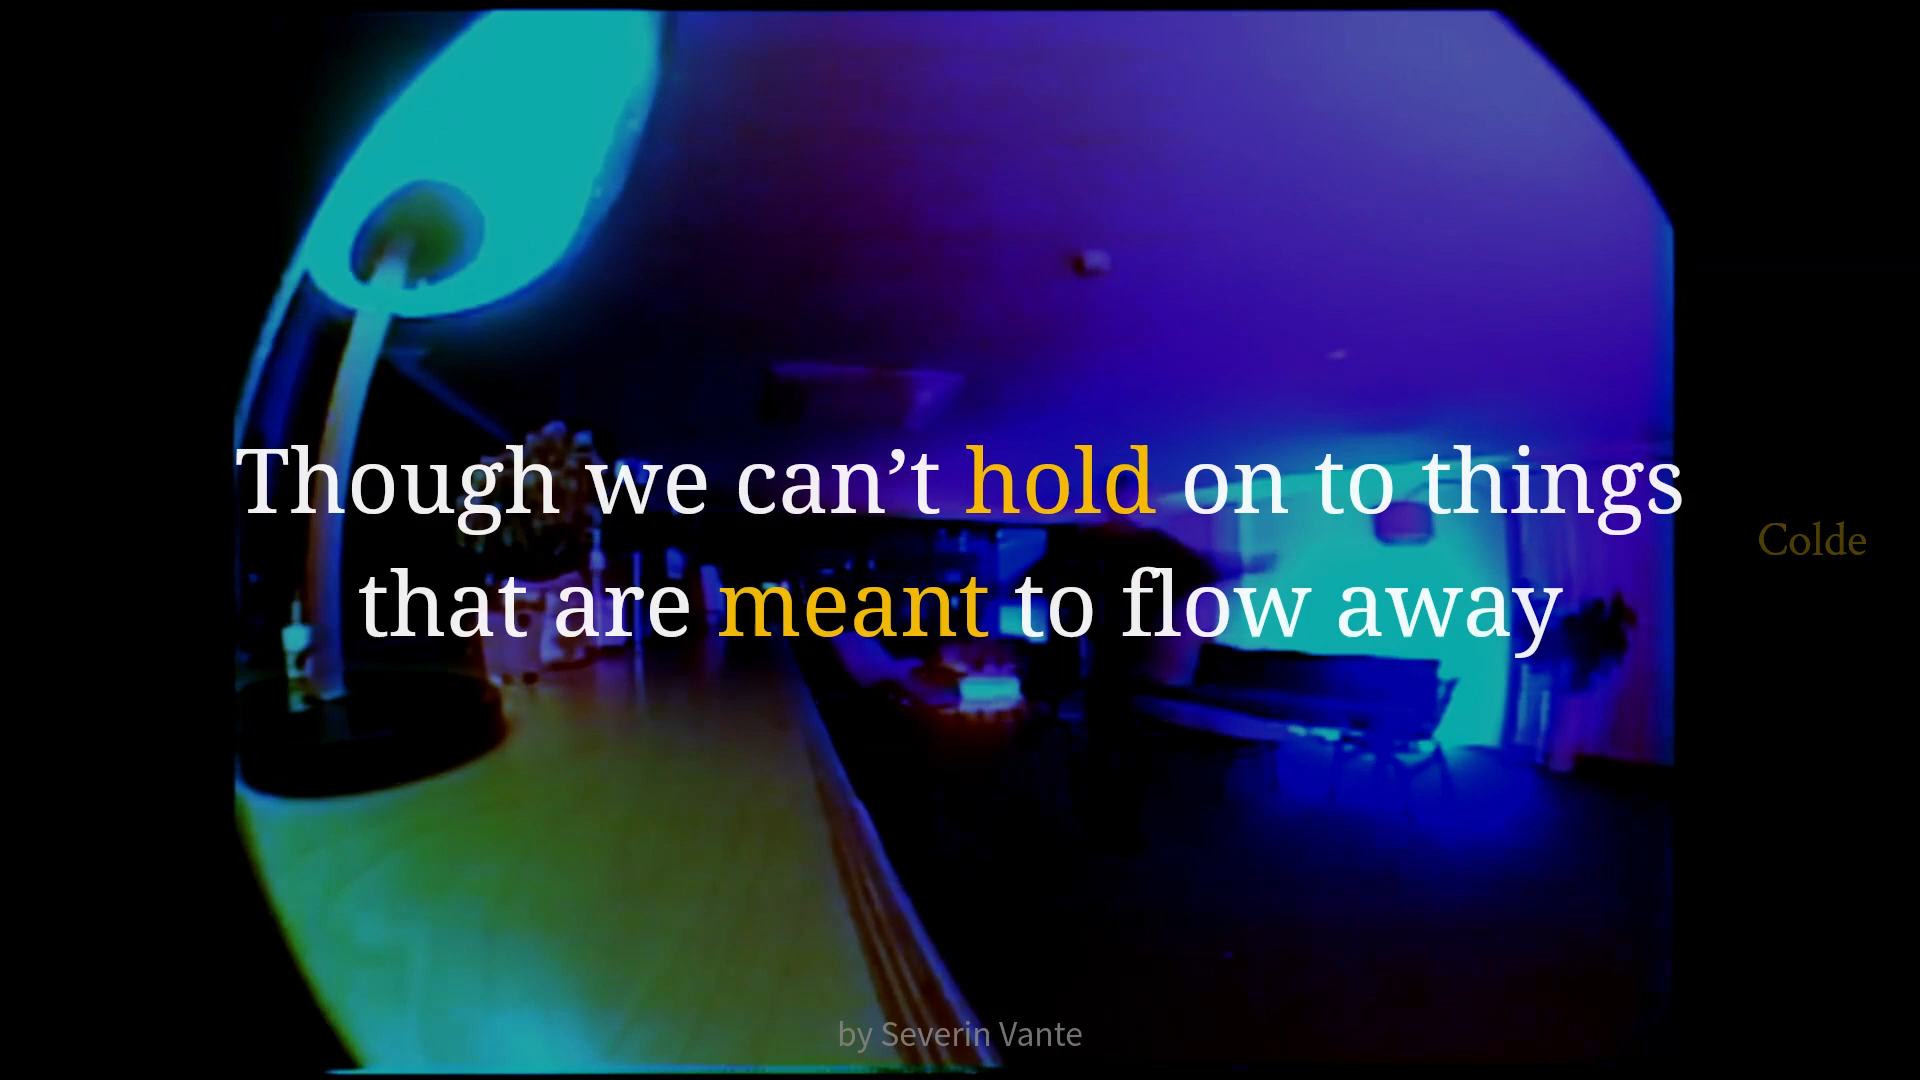 Though we can’t hold on to things
that are meant to flow away
Colde
by Severin Vante